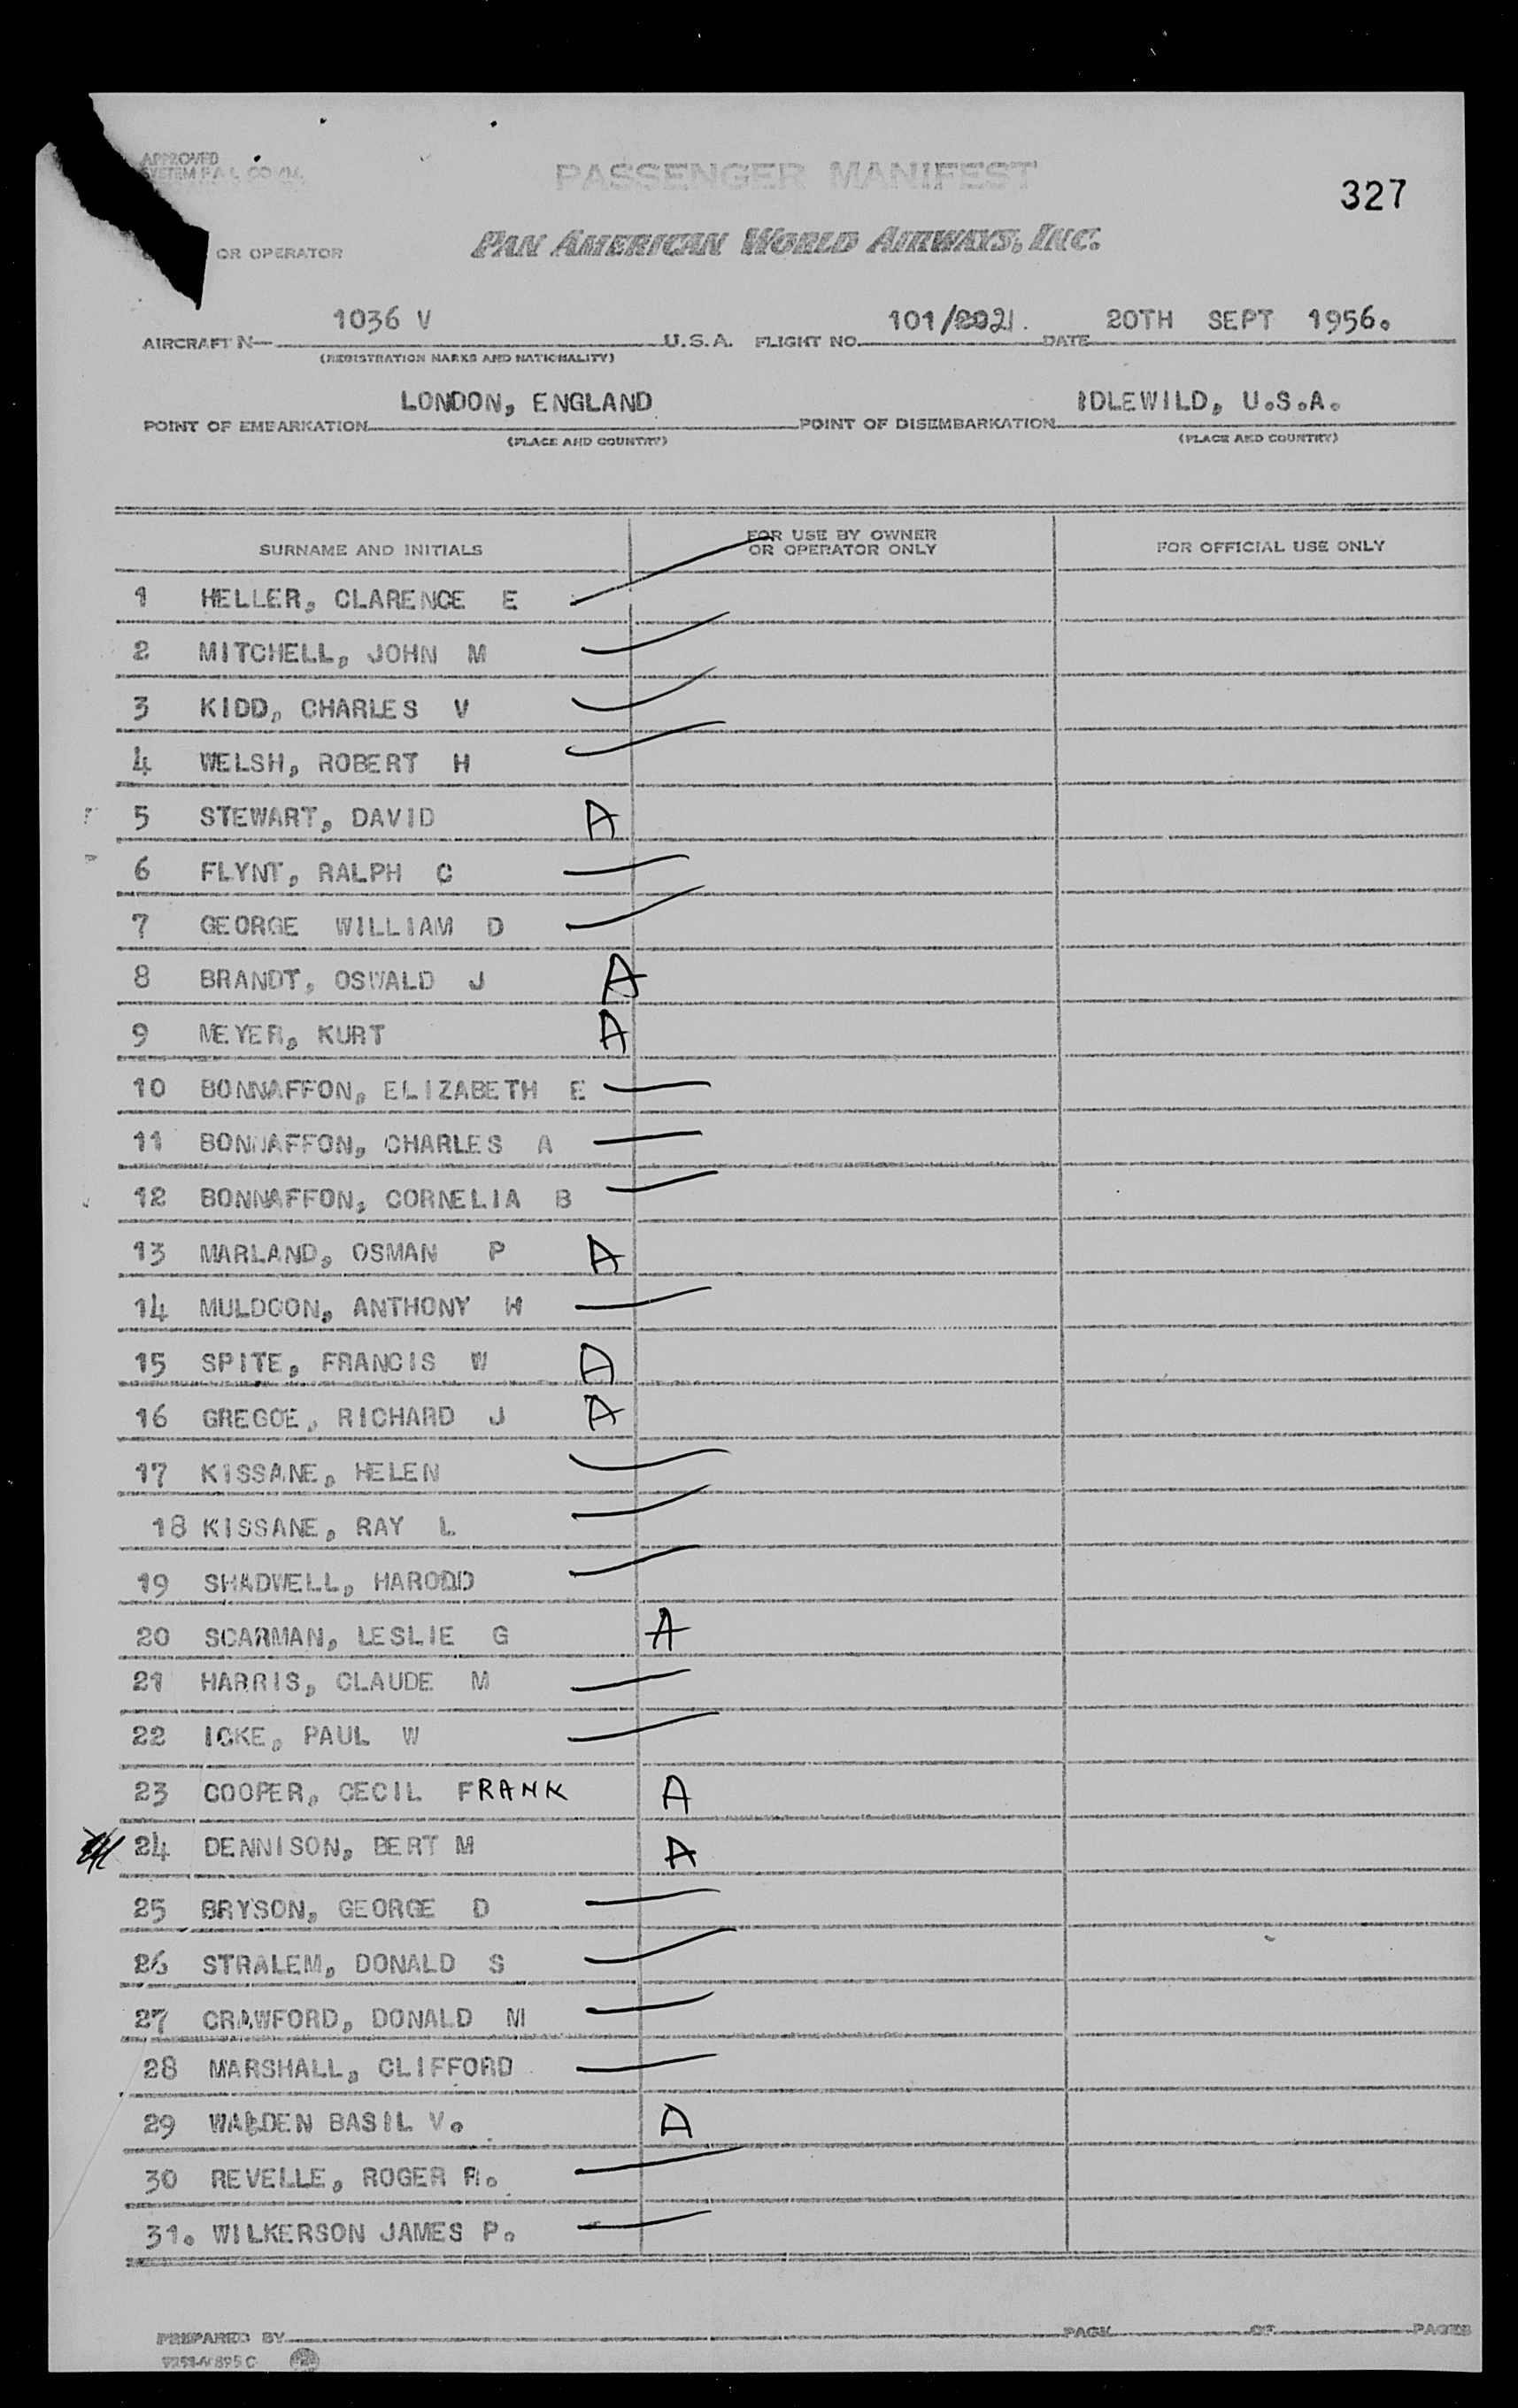 APPROVED
SYSTEM F.A.L. COMM.
PASSENGER MANIFEST
327
OR OPERATOR
PAN AMERICAN WORLD AIRWAYS, INC.
AIRCRAFT N— 1036 V U.S.A. FLIGHT NO. 101/2021. DATE 20TH SEPT 1956.
(REGISTRATION MARKS AND NATIONALITY)
POINT OF EMBARKATION LONDON, ENGLAND POINT OF DISEMBARKATION IDLEWILD, U.S.A.
(PLACE AND COUNTRY) (PLACE AND COUNTRY)
SURNAME AND INITIALS FOR USE BY OWNER OR OPERATOR ONLY FOR OFFICIAL USE ONLY
1 HELLER, CLARENCE E
2 MITCHELL, JOHN M
3 KIDD, CHARLES V
4 WELSH, ROBERT H
5 STEWART, DAVID A
6 FLYNT, RALPH C
7 GEORGE WILLIAM D
8 BRANDT, OSWALD J A
9 MEYER, KURT A
10 BONNAFFON, ELIZABETH E
11 BONNAFFON, CHARLES A
12 BONNAFFON, CORNELIA B
13 MARLAND, OSMAN P A
14 MULDOON, ANTHONY W
15 SPITE, FRANCIS W A
16 GREGOE, RICHARD J A
17 KISSANE, HELEN
18 KISSANE, RAY L
19 SHADWELL, HARODD
20 SCARMAN, LESLIE G A
21 HARRIS, CLAUDE M
22 ICKE, PAUL W
23 COOPER, CECIL FRANK A
24 DENNISON, BERT M A
25 BRYSON, GEORGE D
26 STRALEM, DONALD S
27 CRAWFORD, DONALD M
28 MARSHALL, CLIFFORD
29 WALDEN BASIL V. A
30 REVELLE, ROGER R.
31. WILKERSON JAMES P.
PREPARED BY PAGE OF PAGES